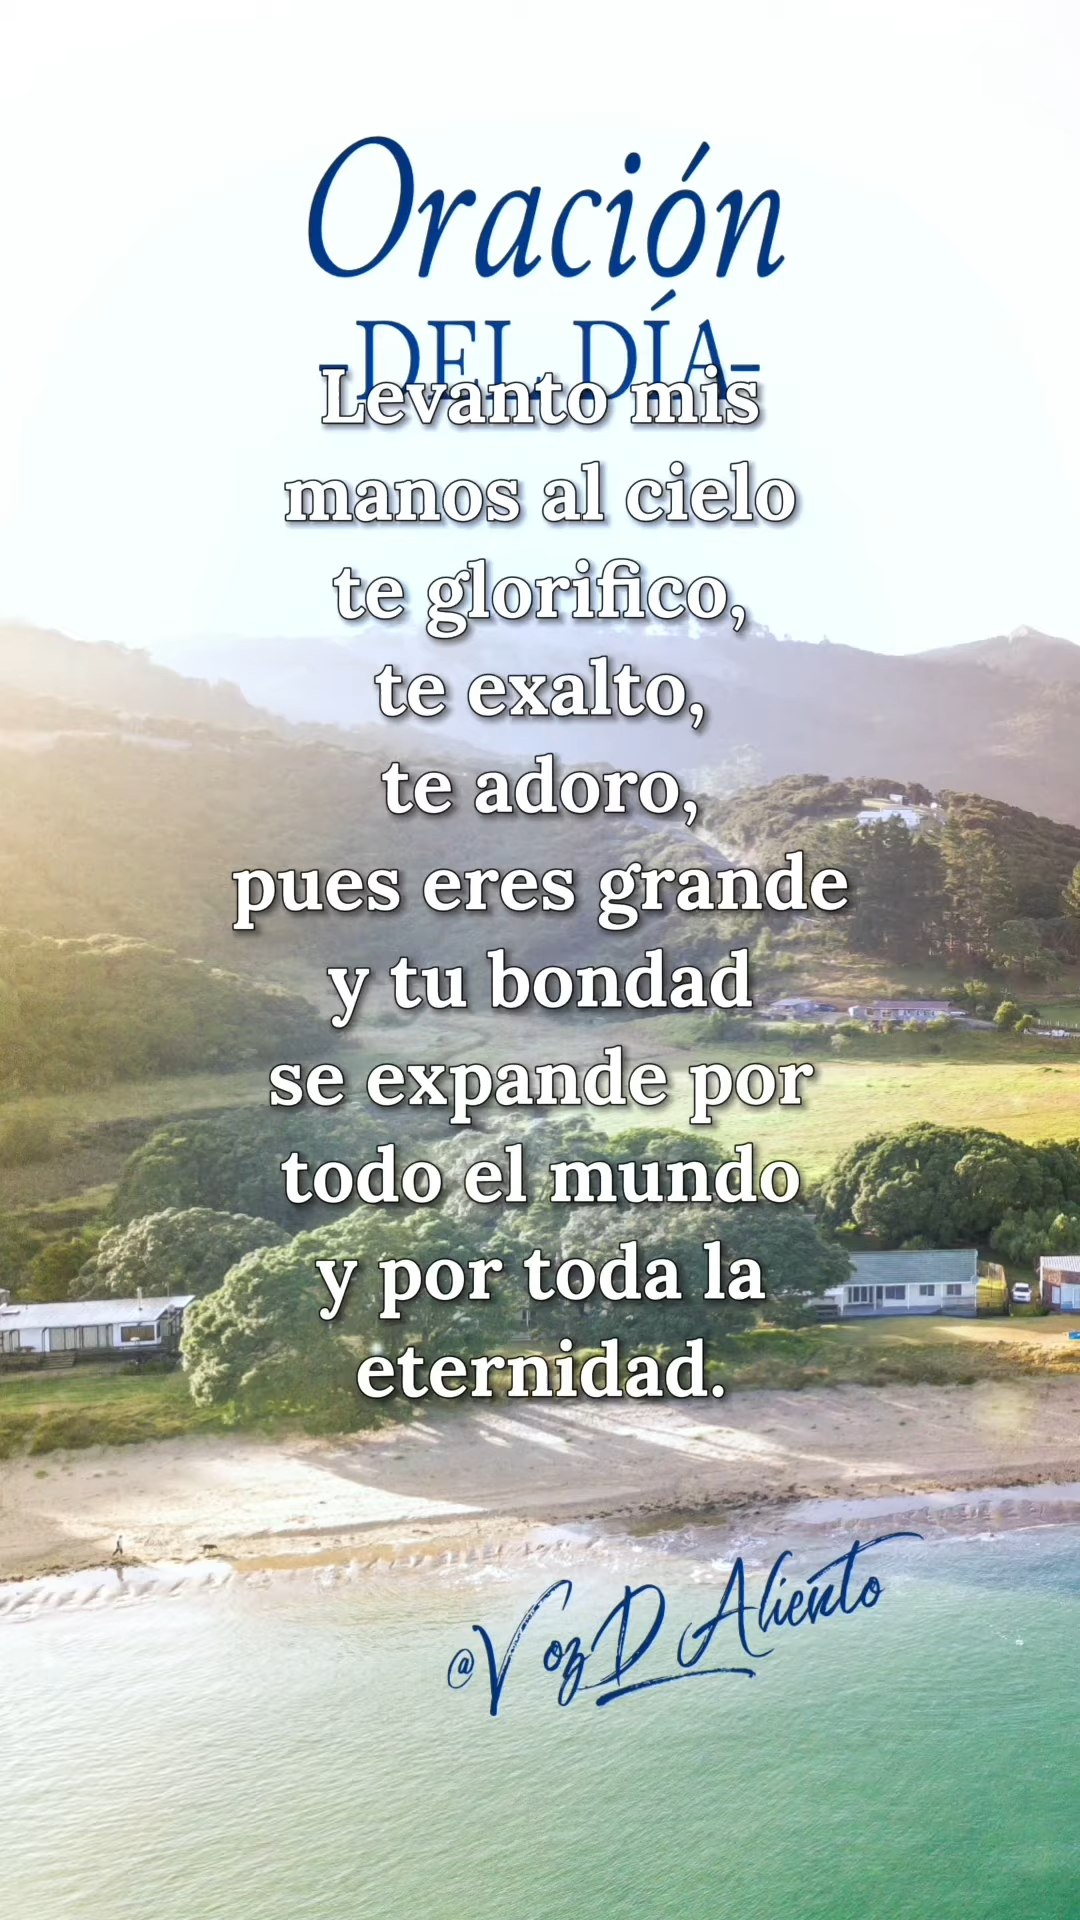 Oración
-DEL DÍA-
Levanto mis
manos al cielo
te glorifico,
te exalto,
te adoro,
pues eres grande
y tu bondad
se expande por
todo el mundo
y por toda la
eternidad.
@VozDAliento